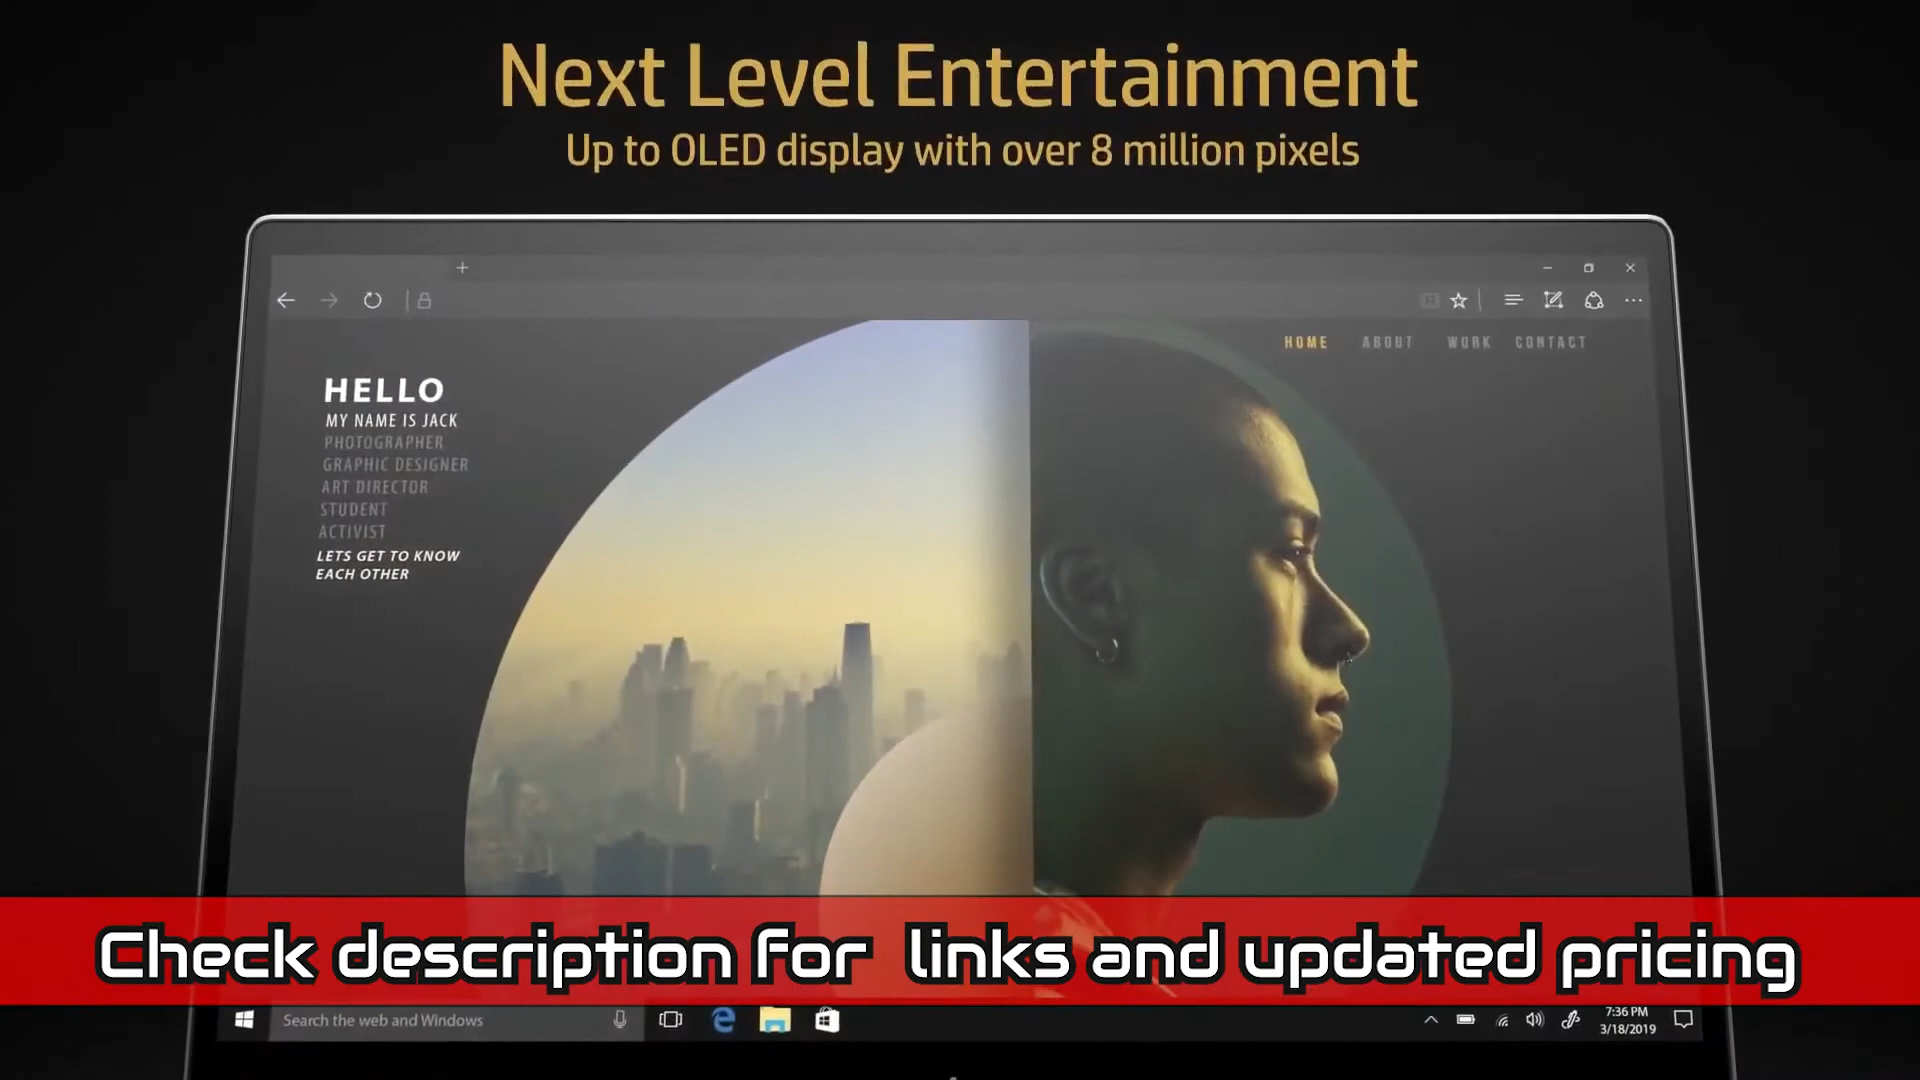 Next Level Entertainment
Up to OLED display with over 8 million pixels
HOME ABOUT WORK CONTACT
HELLO
MY NAME IS JACK
PHOTOGRAPHER
GRAPHIC DESIGNER
ART DIRECTOR
STUDENT
ACTIVIST
LETS GET TO KNOW
EACH OTHER
Check description for links and updated pricing
Search the web and Windows
7:36 PM
3/18/2019